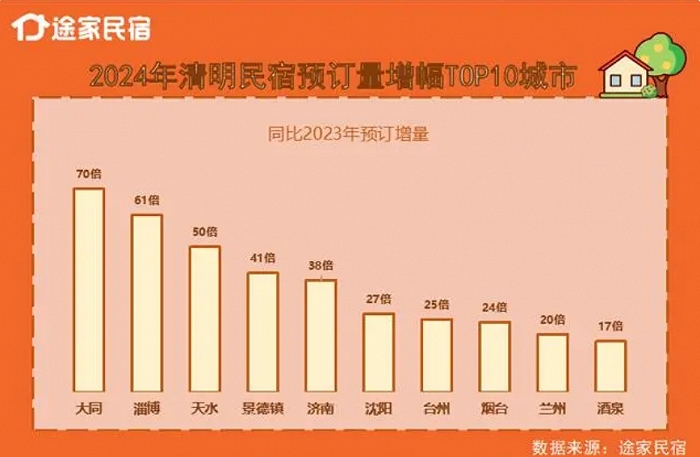 途家民宿
2024年清明民宿预订量增幅TOP10城市
同比2023年预订增量
70倍
61倍
50倍
41倍
38倍
27倍
25倍
24倍
20倍
17倍
大同 淄博 天水 景德镇 济南 沈阳 台州 烟台 兰州 酒泉
数据来源：途家民宿